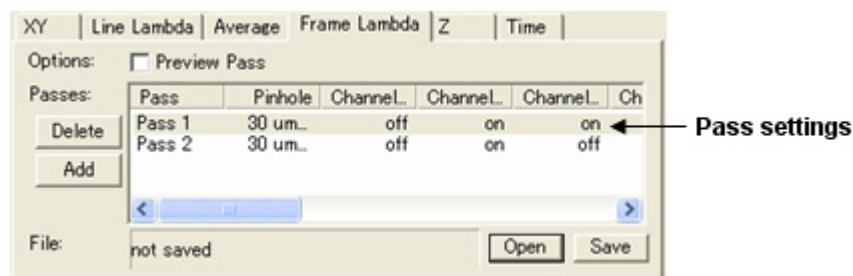 XY Line Lambda Average Frame Lambda Z Time
Options: Preview Pass
Passes: Pass Pinhole Channel... Channel... Channel... Ch
Delete Pass 1 30 um... off on on Pass settings
Pass 2 30 um... off on off
Add
File: not saved Open Save